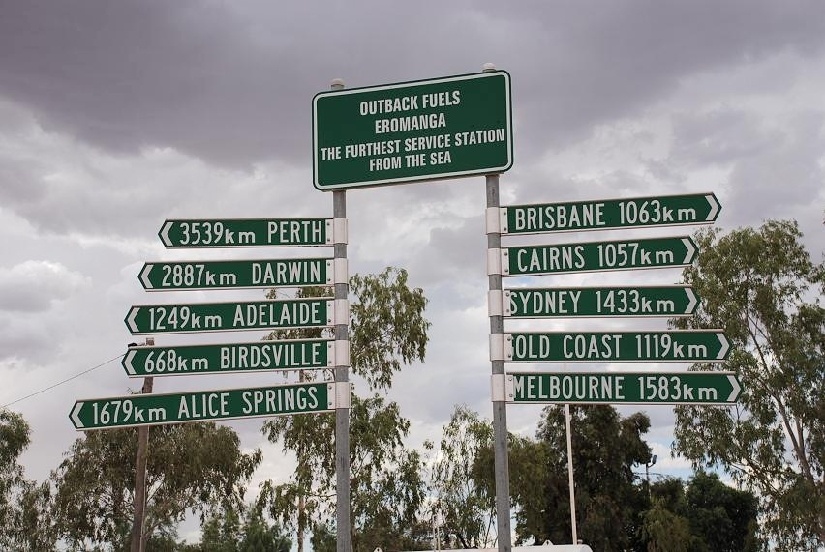 OUTBACK FUELS
EROMANGA
THE FURTHEST SERVICE STATION
FROM THE SEA
3539km PERTH
2887km DARWIN
1249km ADELAIDE
668km BIRDSVILLE
1679km ALICE SPRINGS
BRISBANE 1063km
CAIRNS 1057km
SYDNEY 1433km
OLD COAST 1119km
MELBOURNE 1583km